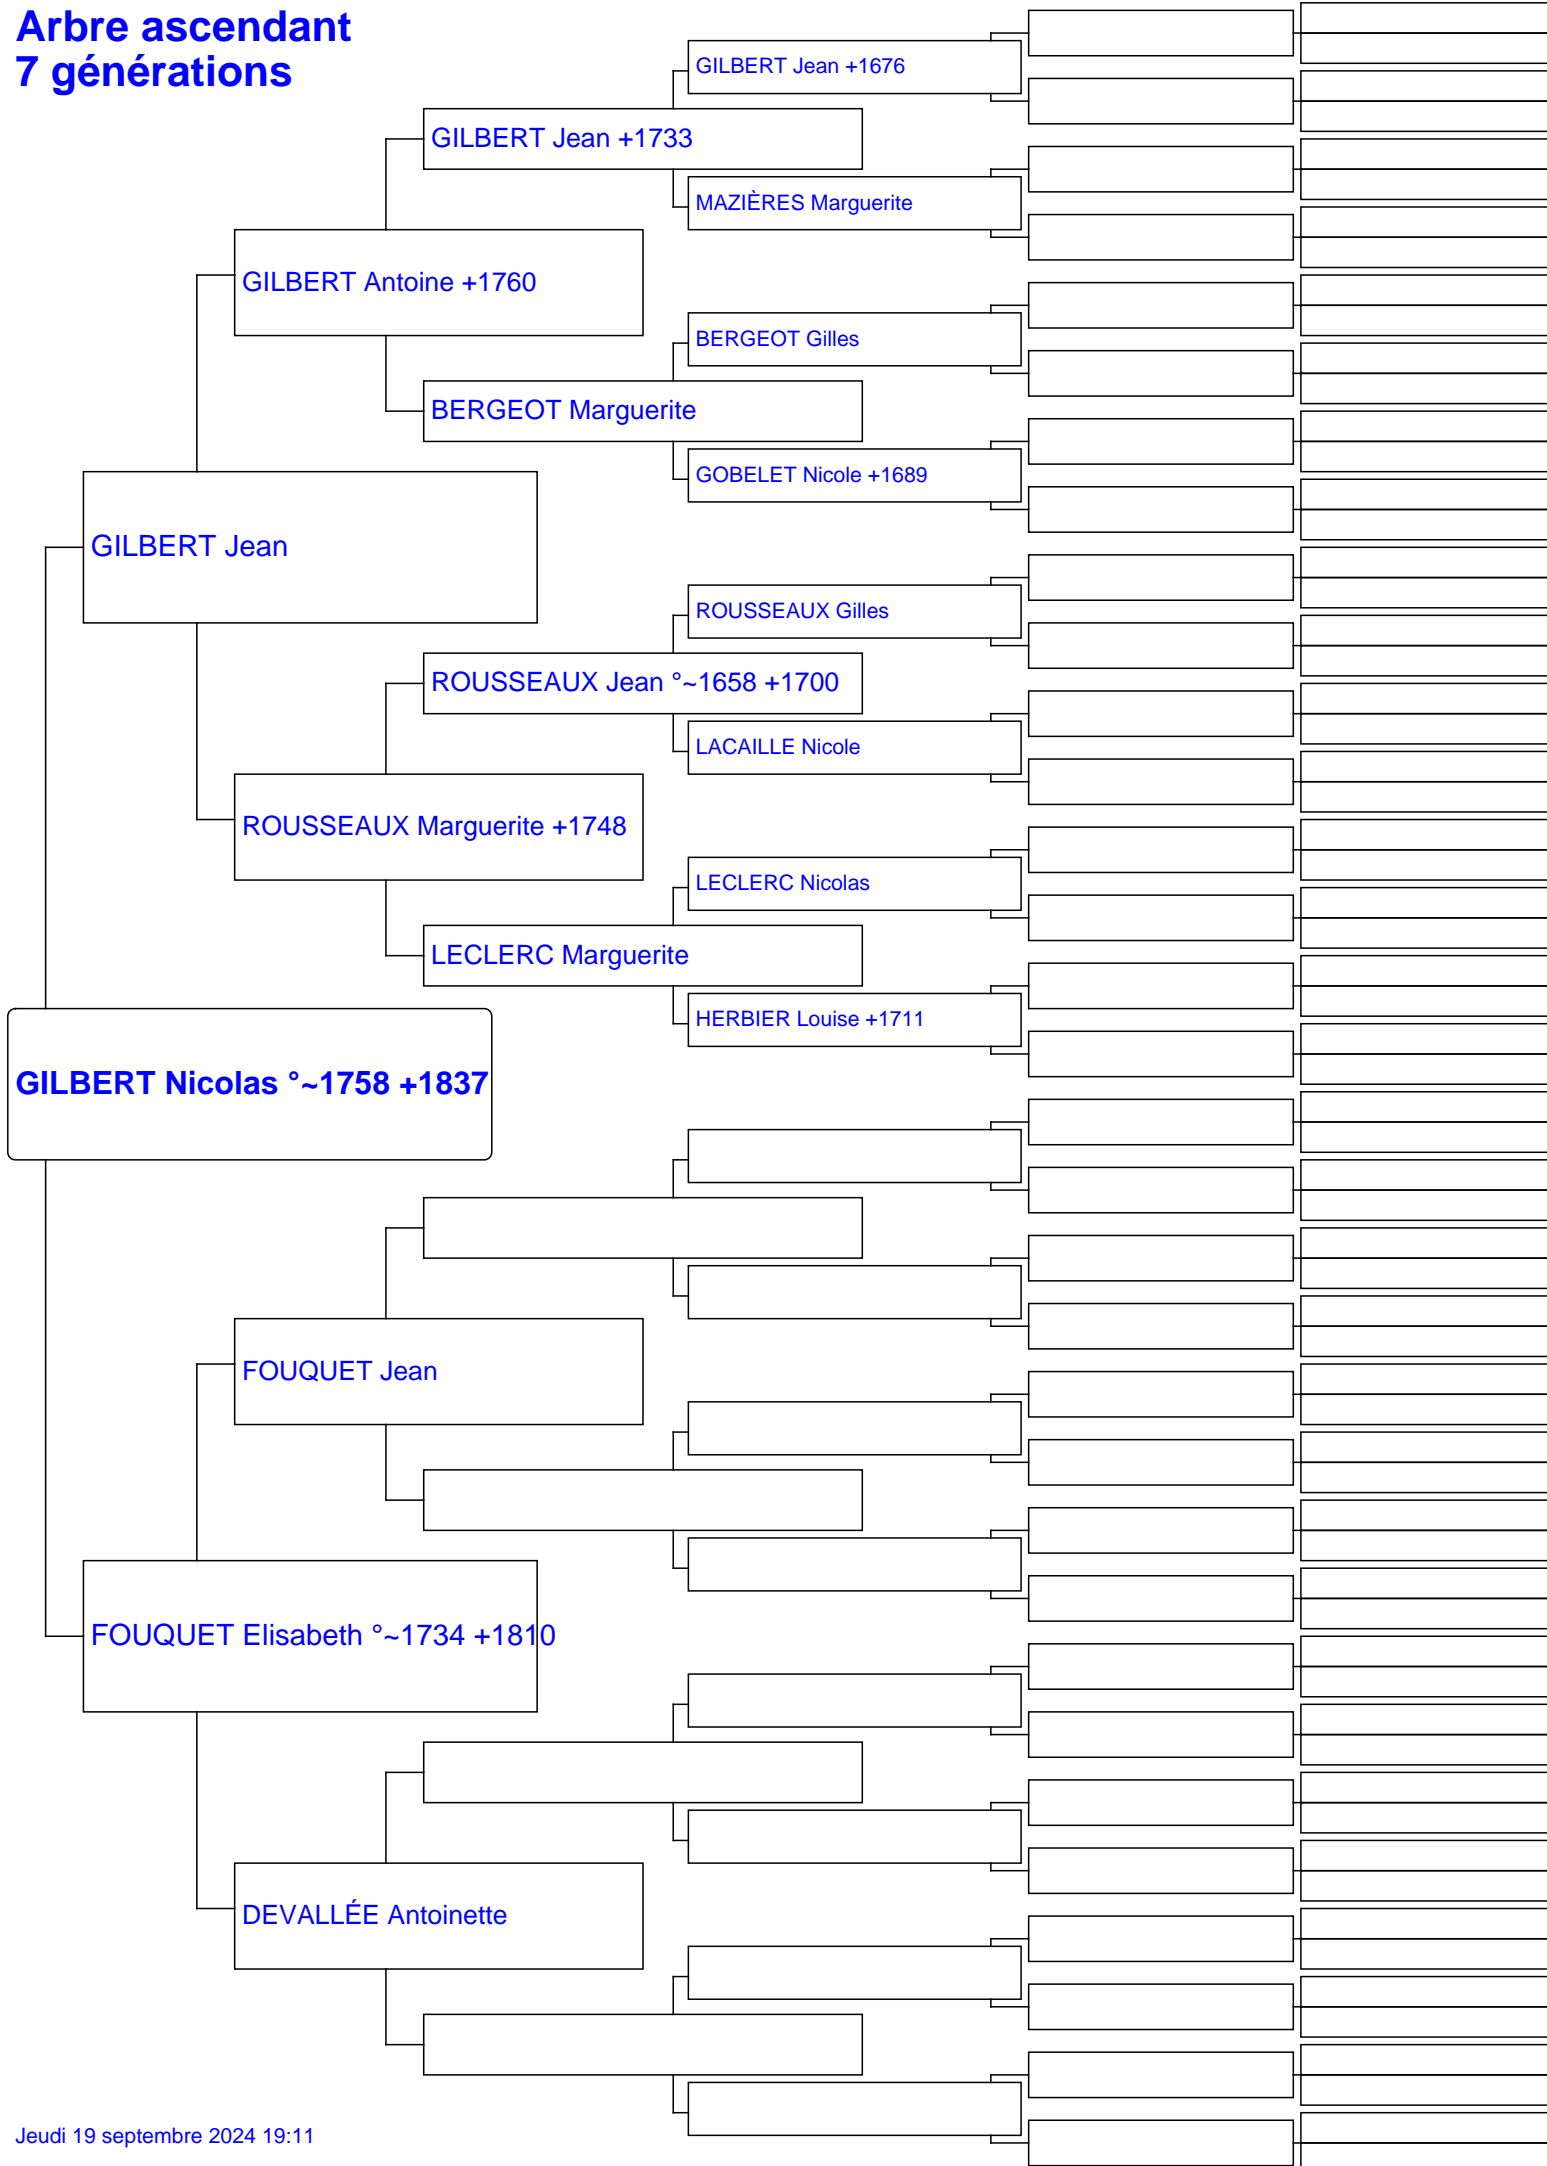 Arbre ascendant
7 générations
GILBERT Jean +1676
GILBERT Jean +1733
MAZIÈRES Marguerite
GILBERT Antoine +1760
BERGEOT Gilles
BERGEOT Marguerite
GOBELET Nicole +1689
GILBERT Jean
ROUSSEAUX Gilles
ROUSSEAUX Jean °~1658 +1700
LACAILLE Nicole
ROUSSEAUX Marguerite +1748
LECLERC Nicolas
LECLERC Marguerite
HERBIER Louise +1711
GILBERT Nicolas °~1758 +1837
FOUQUET Jean
FOUQUET Elisabeth °~1734 +1810
DEVALLÉE Antoinette
Jeudi 19 septembre 2024 19:11